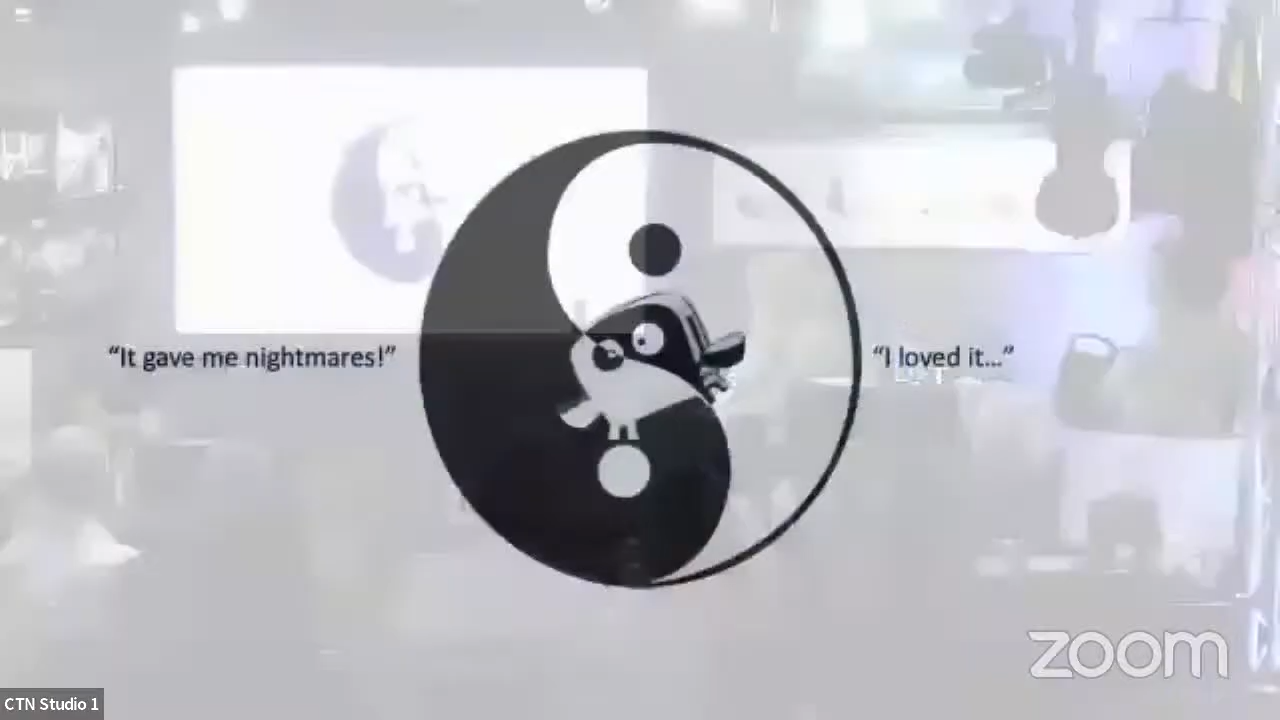 “It gave me nightmares!”
“I loved it...”
zoom
CTN Studio 1